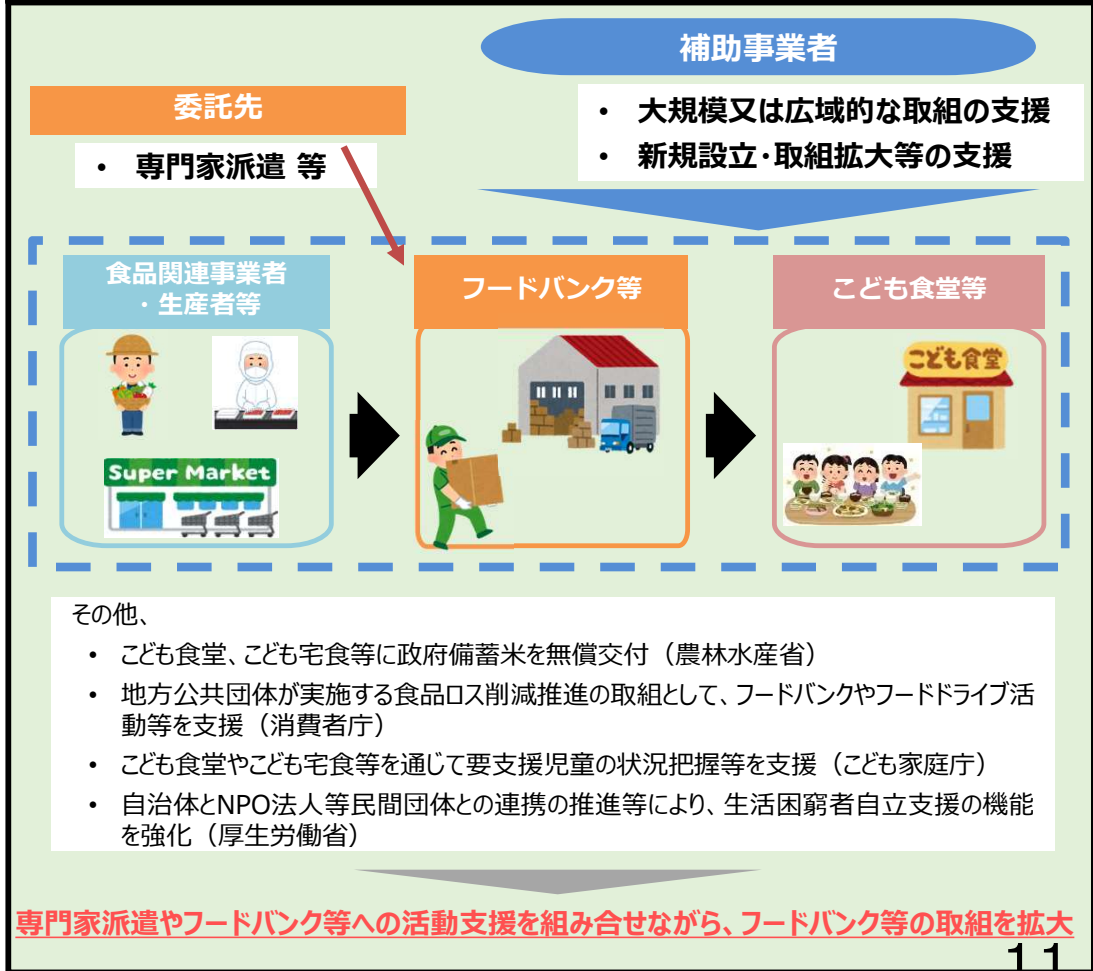 補助事業者
委託先
• 専門家派遣 等
• 大規模又は広域的な取組の支援
• 新規設立・取組拡大等の支援
食品関連事業者
・生産者等
フードバンク等
こども食堂等
Super Market
こども食堂
その他、
• こども食堂、こども宅食等に政府備蓄米を無償交付（農林水産省）
• 地方公共団体が実施する食品ロス削減推進の取組として、フードバンクやフードドライブ活
動等を支援（消費者庁）
• こども食堂やこども宅食等を通じて要支援児童の状況把握等を支援（こども家庭庁）
• 自治体とNPO法人等民間団体との連携の推進等により、生活困窮者自立支援の機能
を強化（厚生労働省）
専門家派遣やフードバンク等への活動支援を組み合せながら、フードバンク等の取組を拡大
11